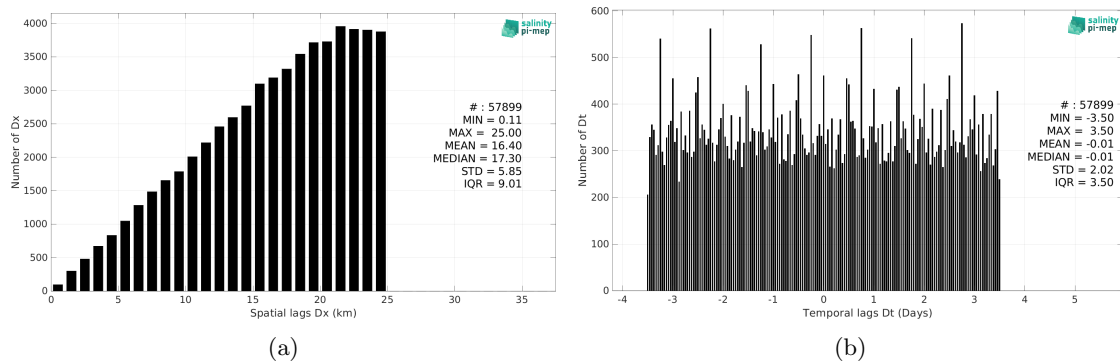 4000
3500
3000
2500
2000
1500
1000
500
0
Number of Dx
0 5 10 15 20 25 30 35
Spatial lags Dx (km)
salinity
pi-mep
# : 57899
MIN = 0.11
MAX = 25.00
MEAN = 16.40
MEDIAN = 17.30
STD = 5.85
IQR = 9.01
(a)
600
500
400
300
200
100
0
Number of Dt
-4 -3 -2 -1 0 1 2 3 4 5
Temporal lags Dt (Days)
salinity
pi-mep
# : 57899
MIN = -3.50
MAX = 3.50
MEAN = -0.01
MEDIAN = -0.01
STD = 2.02
IQR = 3.50
(b)